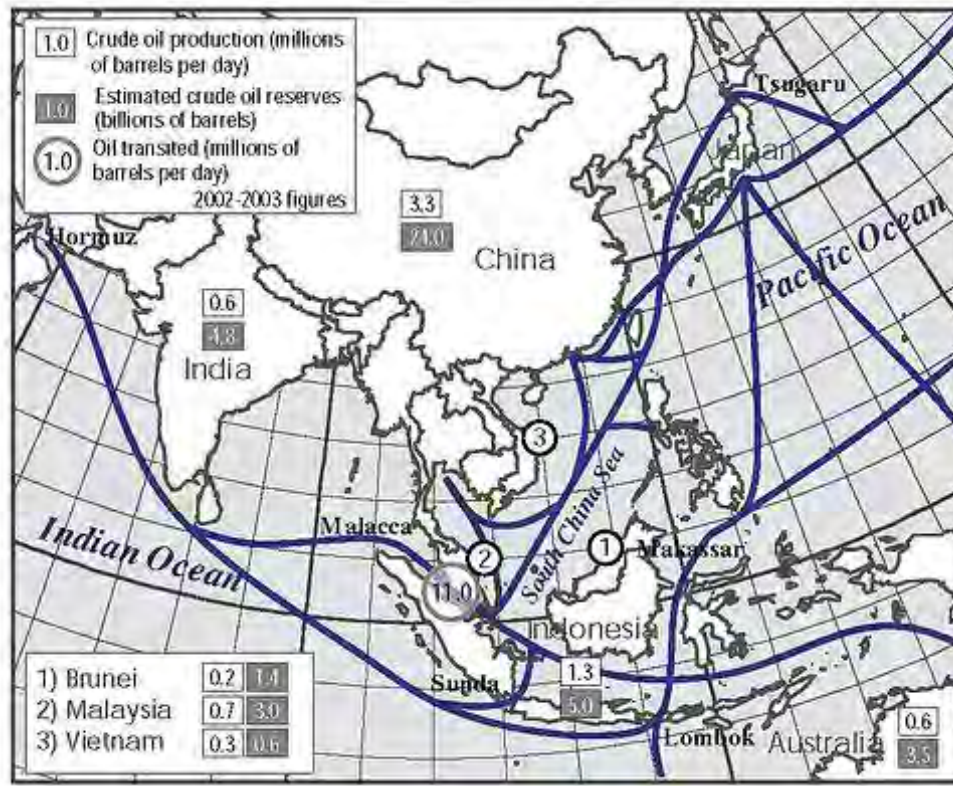 1.0 Crude oil production (millions
of barrels per day)
1.0 Estimated crude oil reserves
(billions of barrels)
1.0 Oil transited (millions of
barrels per day)
2002-2003 figures
Tsugaru
Japan
Hormuz
3.3
24.0
China
Pacific Ocean
0.6
4.8
India
3
South China Sea
Malacca
Indian Ocean
2
1
Makassar
11.0
Indonesia
1.3
5.0
Sunda
Lombok
Australia
0.6
3.5
1) Brunei 0.2 1.4
2) Malaysia 0.7 3.0
3) Vietnam 0.3 0.6